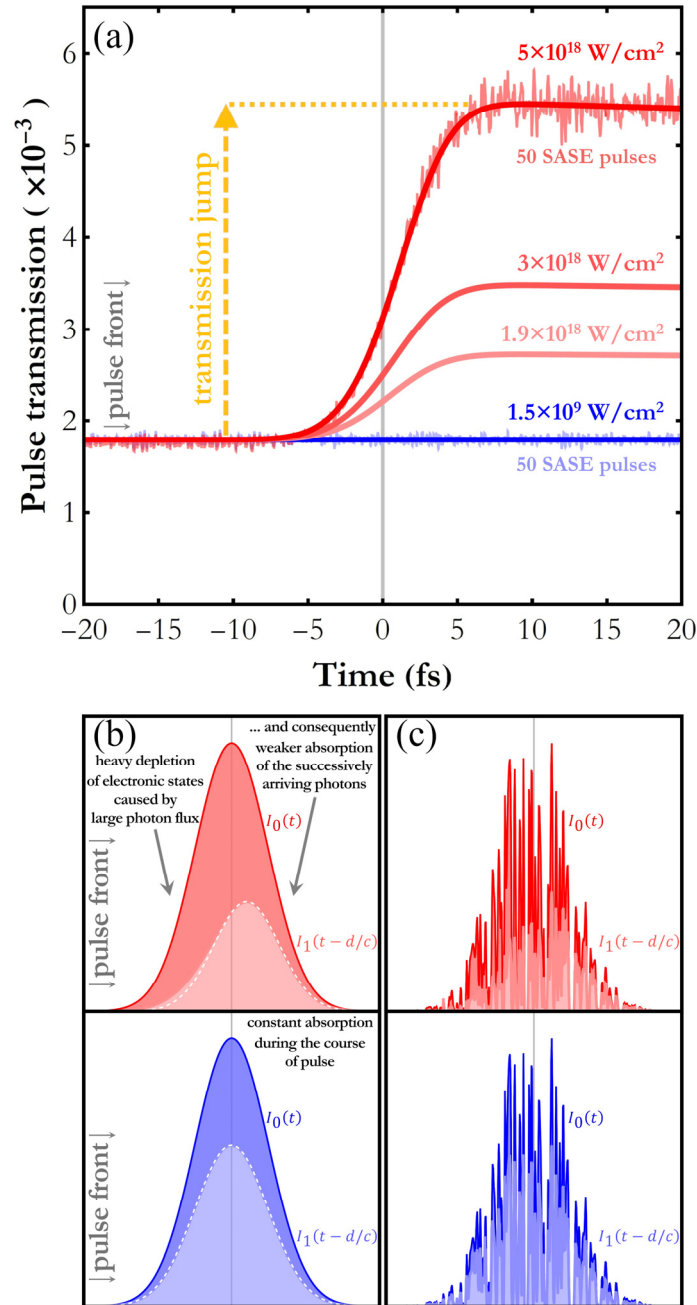 (a)
Pulse transmission ( ×10⁻³ )
6
5
4
3
2
1
0
−20
−15
−10
−5
0
5
10
15
20
Time (fs)
|pulse front|
transmission jump
5×10¹⁸ W/cm²
50 SASE pulses
3×10¹⁸ W/cm²
1.9×10¹⁸ W/cm²
1.5×10⁹ W/cm²
50 SASE pulses
(b)
heavy depletion
of electronic states
caused by
large photon flux
... and consequently
weaker absorption
of the successively
arriving photons
I₀(t)
I₁(t − d/c)
|pulse front|
(c)
I₀(t)
I₁(t − d/c)
constant absorption
during the course
of pulse
I₀(t)
I₁(t − d/c)
|pulse front|
I₀(t)
I₁(t − d/c)